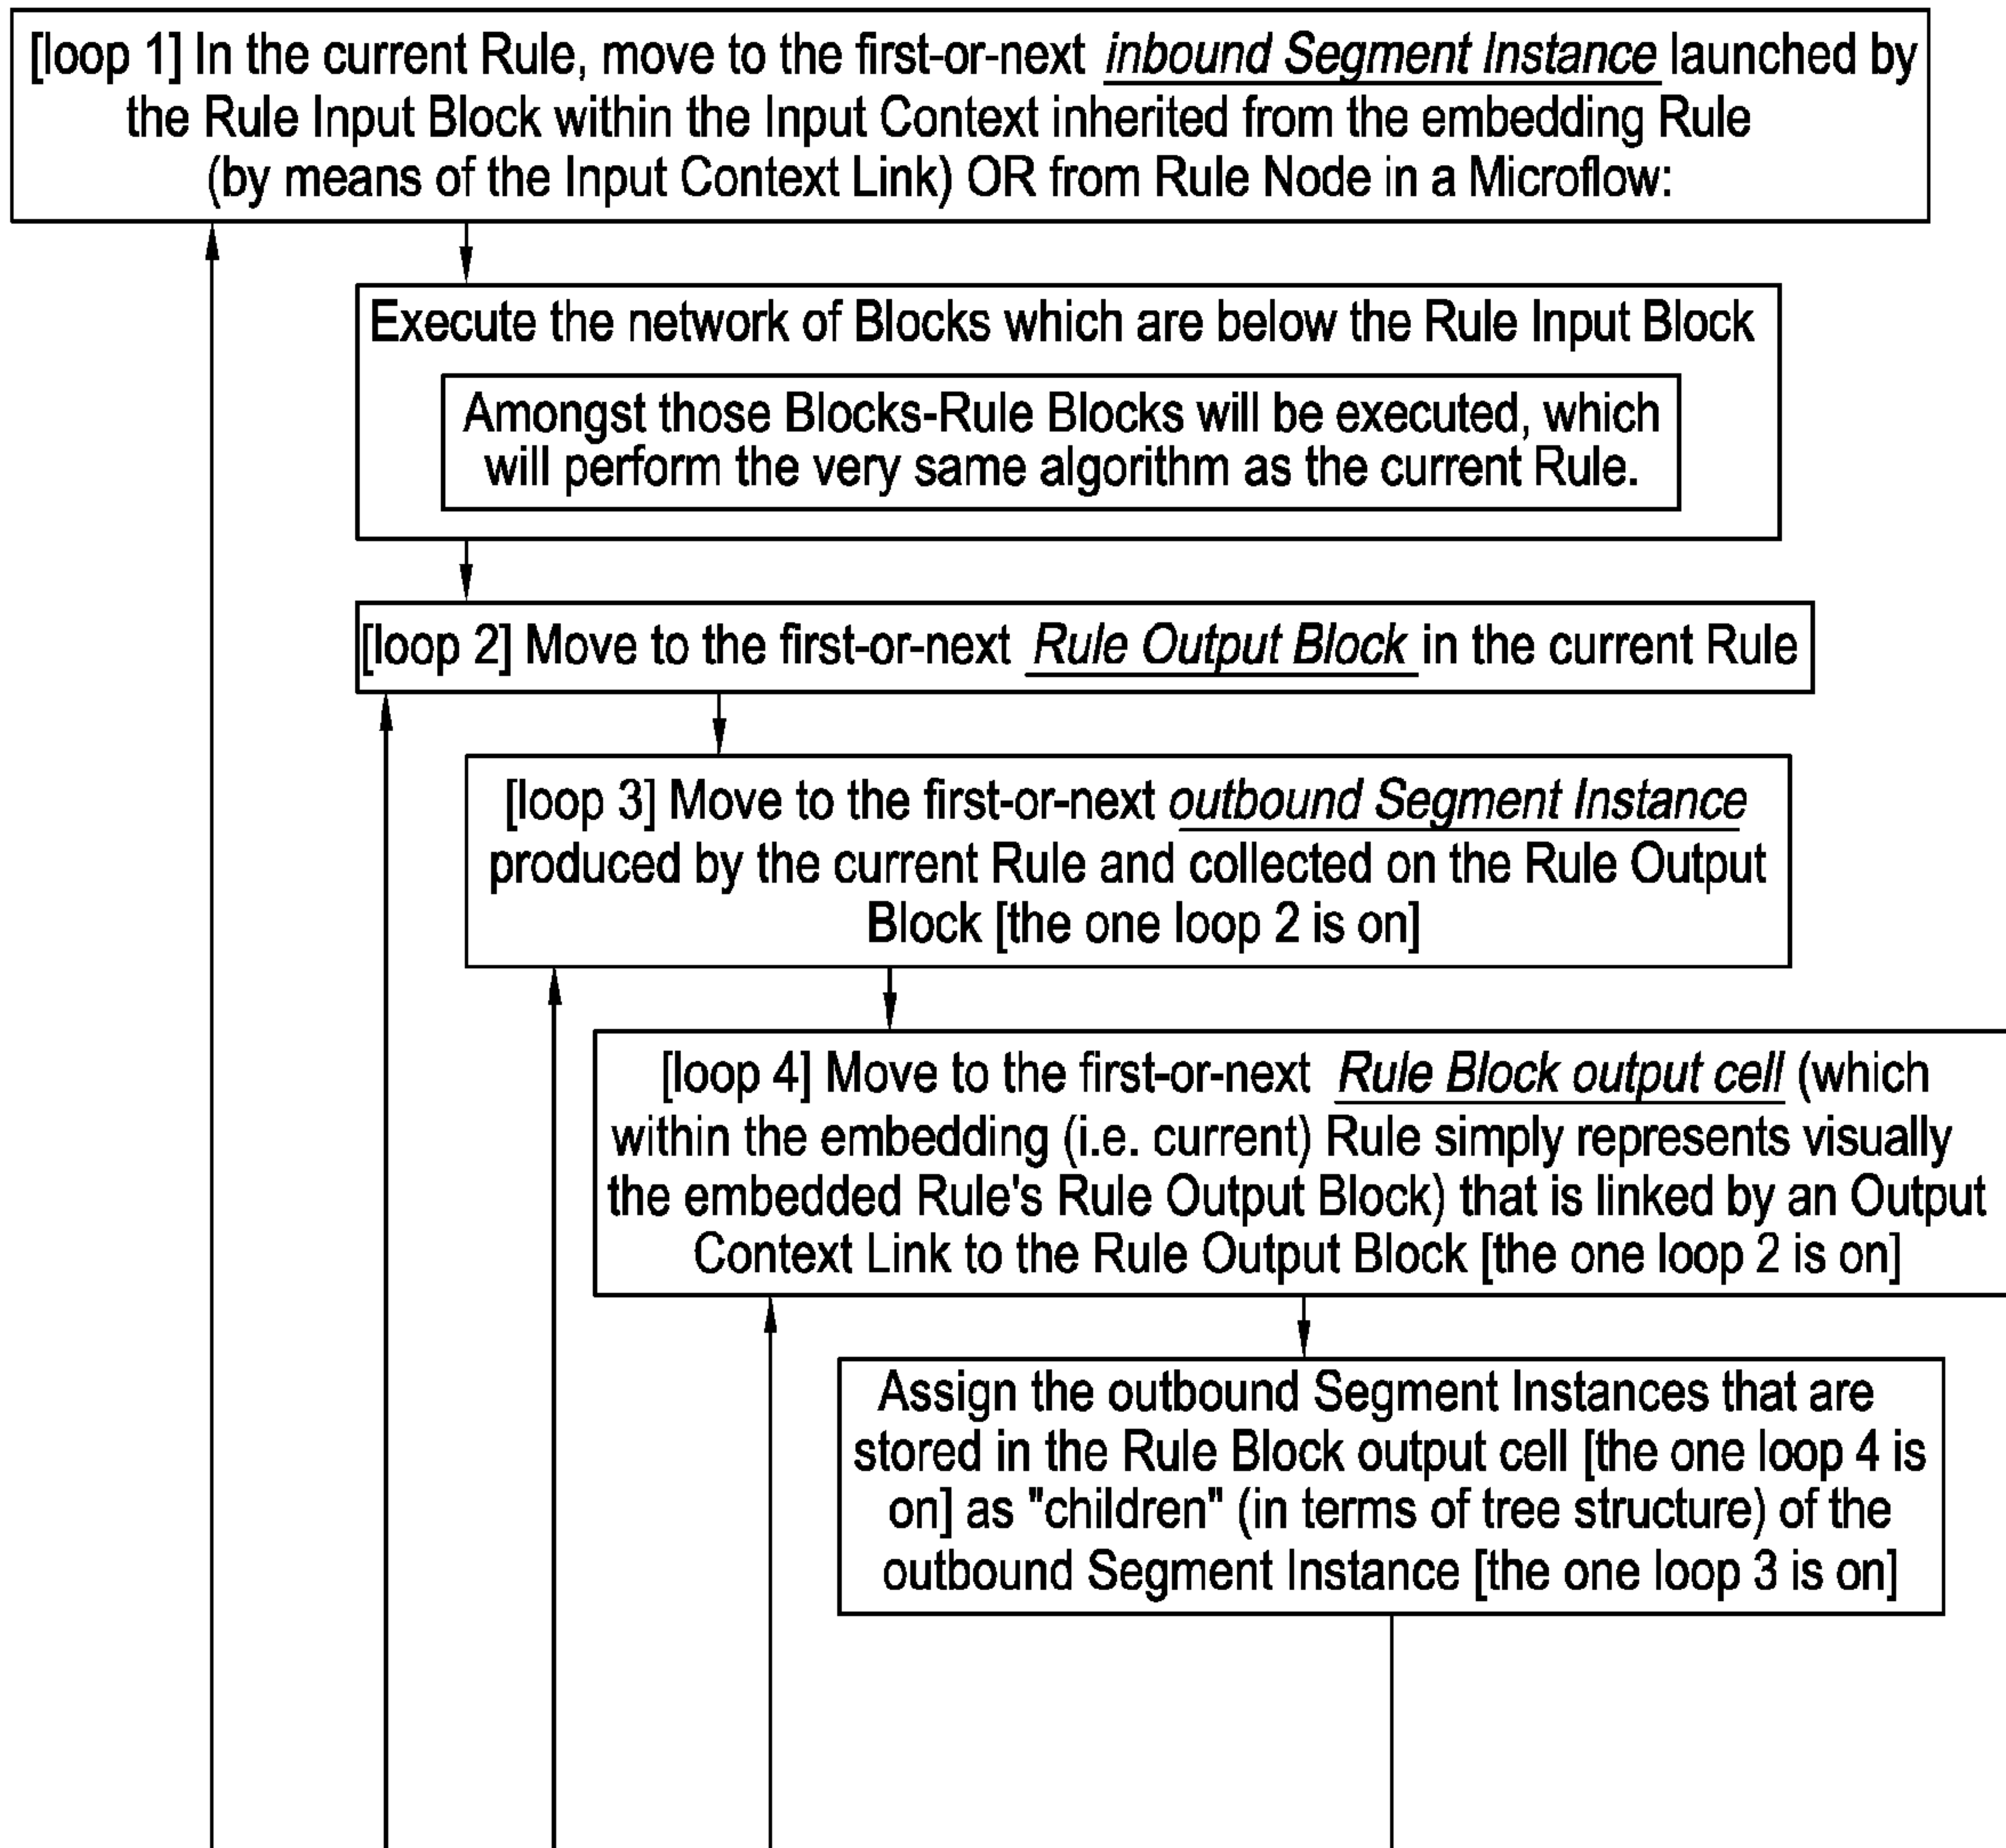 [loop 1] In the current Rule, move to the first-or-next inbound Segment Instance launched by
the Rule Input Block within the Input Context inherited from the embedding Rule
(by means of the Input Context Link) OR from Rule Node in a Microflow:
Execute the network of Blocks which are below the Rule Input Block
Amongst those Blocks-Rule Blocks will be executed, which
will perform the very same algorithm as the current Rule.
[loop 2] Move to the first-or-next Rule Output Block in the current Rule
[loop 3] Move to the first-or-next outbound Segment Instance
produced by the current Rule and collected on the Rule Output
Block [the one loop 2 is on]
[loop 4] Move to the first-or-next Rule Block output cell (which
within the embedding (i.e. current) Rule simply represents visually
the embedded Rule's Rule Output Block) that is linked by an Output
Context Link to the Rule Output Block [the one loop 2 is on]
Assign the outbound Segment Instances that are
stored in the Rule Block output cell [the one loop 4 is
on] as "children" (in terms of tree structure) of the
outbound Segment Instance [the one loop 3 is on]